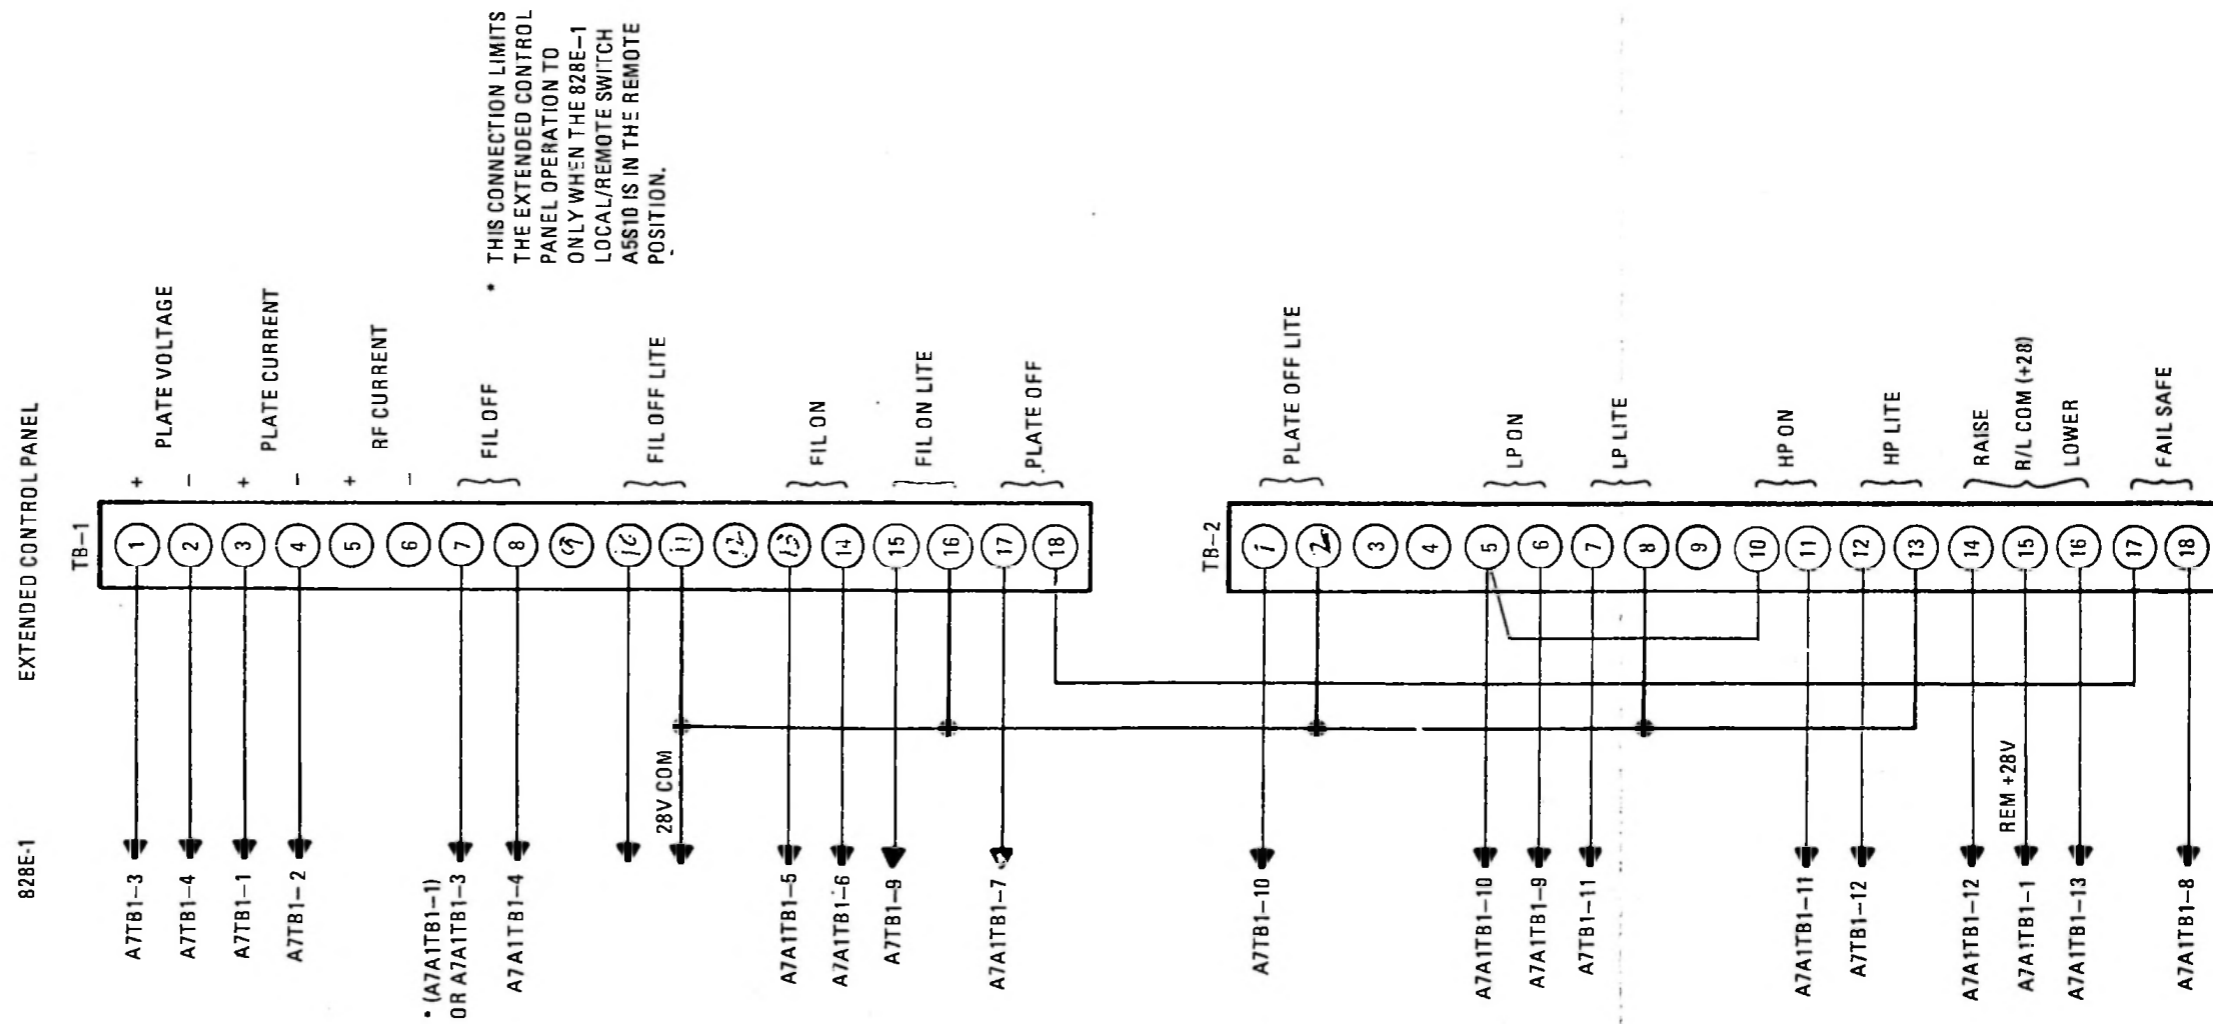 EXTENDED CONTROL PANEL
828E-1
* THIS CONNECTION LIMITS
THE EXTENDED CONTROL
PANEL OPERATION TO
ONLY WHEN THE 828E-1
LOCAL/REMOTE SWITCH
A5S10 IS IN THE REMOTE
POSITION.
TB-1
+
PLATE VOLTAGE
-
+
PLATE CURRENT
-
+
RF CURRENT
-
FIL OFF
FIL OFF LITE
FIL ON
FIL ON LITE
PLATE OFF
1
2
3
4
5
6
7
8
9
10
11
12
13
14
15
16
17
18
28V COM
A7TB1-3
A7TB1-4
A7TB1-1
A7TB1-2
* (A7A1TB1-1)
OR A7A1TB1-3
A7A1TB1-4
A7A1TB1-5
A7A1TB1-6
A7TB1-9
A7A1TB1-7
TB-2
PLATE OFF LITE
LP ON
LP LITE
HP ON
HP LITE
RAISE
R/L COM (+28)
LOWER
FAIL SAFE
1
2
3
4
5
6
7
8
9
10
11
12
13
14
15
16
17
18
REM +28V
A7TB1-10
A7A1TB1-10
A7A1TB1-9
A7TB1-11
A7A1TB1-11
A7TB1-12
A7A1TB1-12
A7A1TB1-1
A7A1TB1-13
A7A1TB1-8